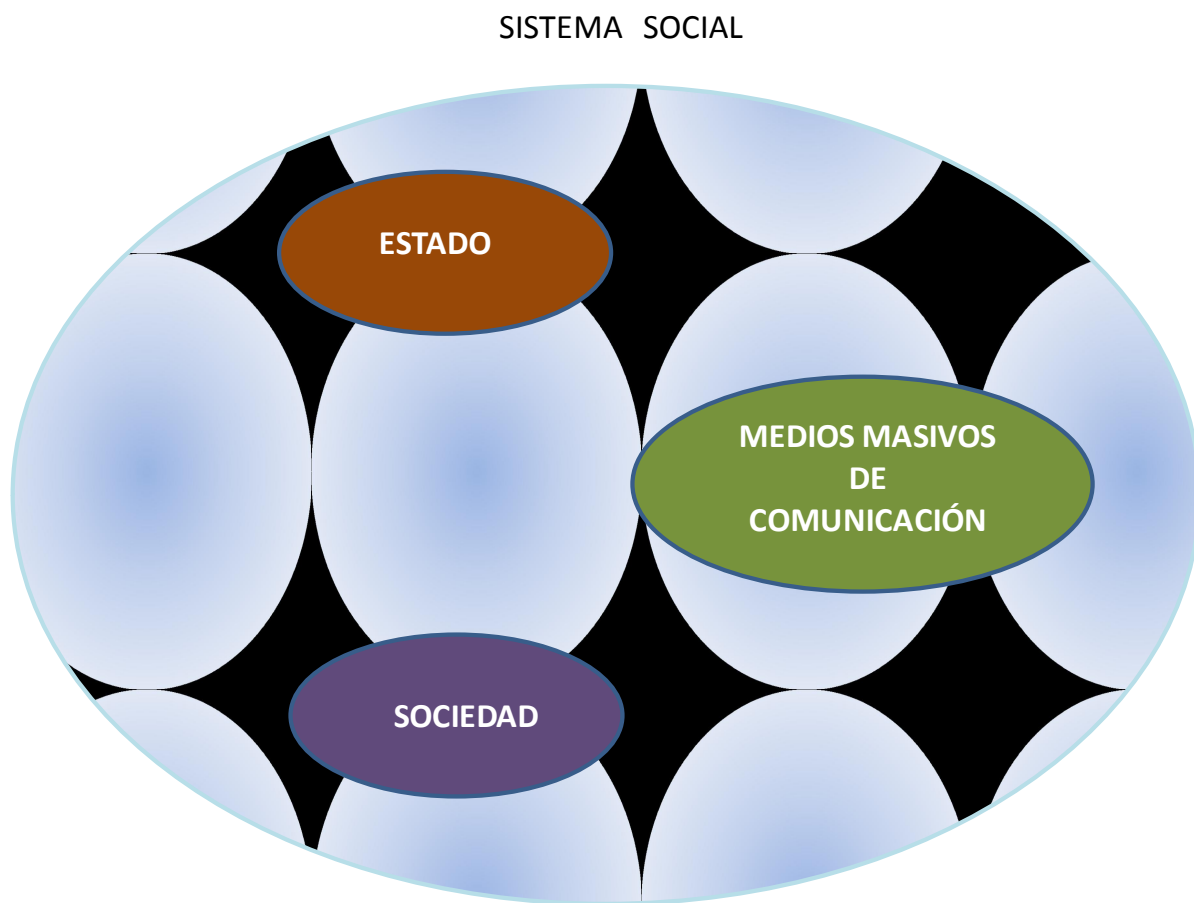 SISTEMA SOCIAL
ESTADO
MEDIOS MASIVOS
DE
COMUNICACIÓN
SOCIEDAD